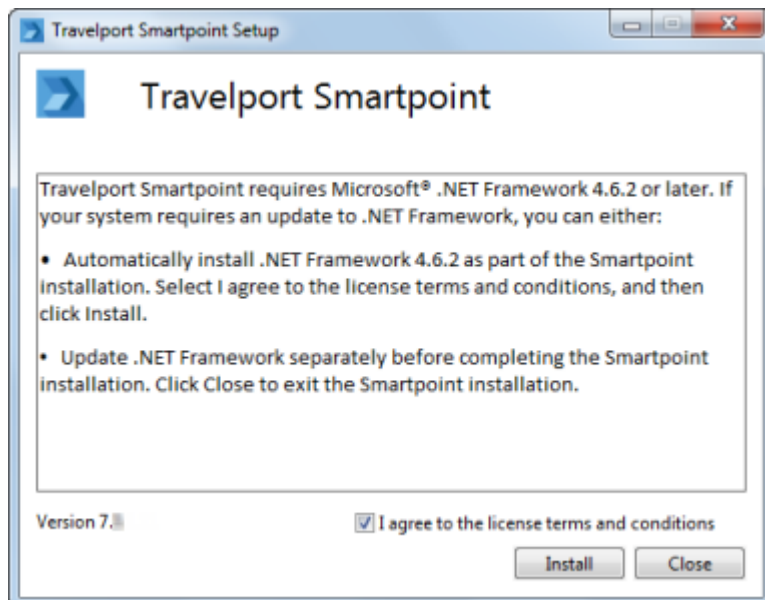 Travelport Smartpoint Setup
Travelport Smartpoint
Travelport Smartpoint requires Microsoft® .NET Framework 4.6.2 or later. If
your system requires an update to .NET Framework, you can either:
• Automatically install .NET Framework 4.6.2 as part of the Smartpoint
installation. Select I agree to the license terms and conditions, and then
click Install.
• Update .NET Framework separately before completing the Smartpoint
installation. Click Close to exit the Smartpoint installation.
Version 7.
I agree to the license terms and conditions
Install
Close